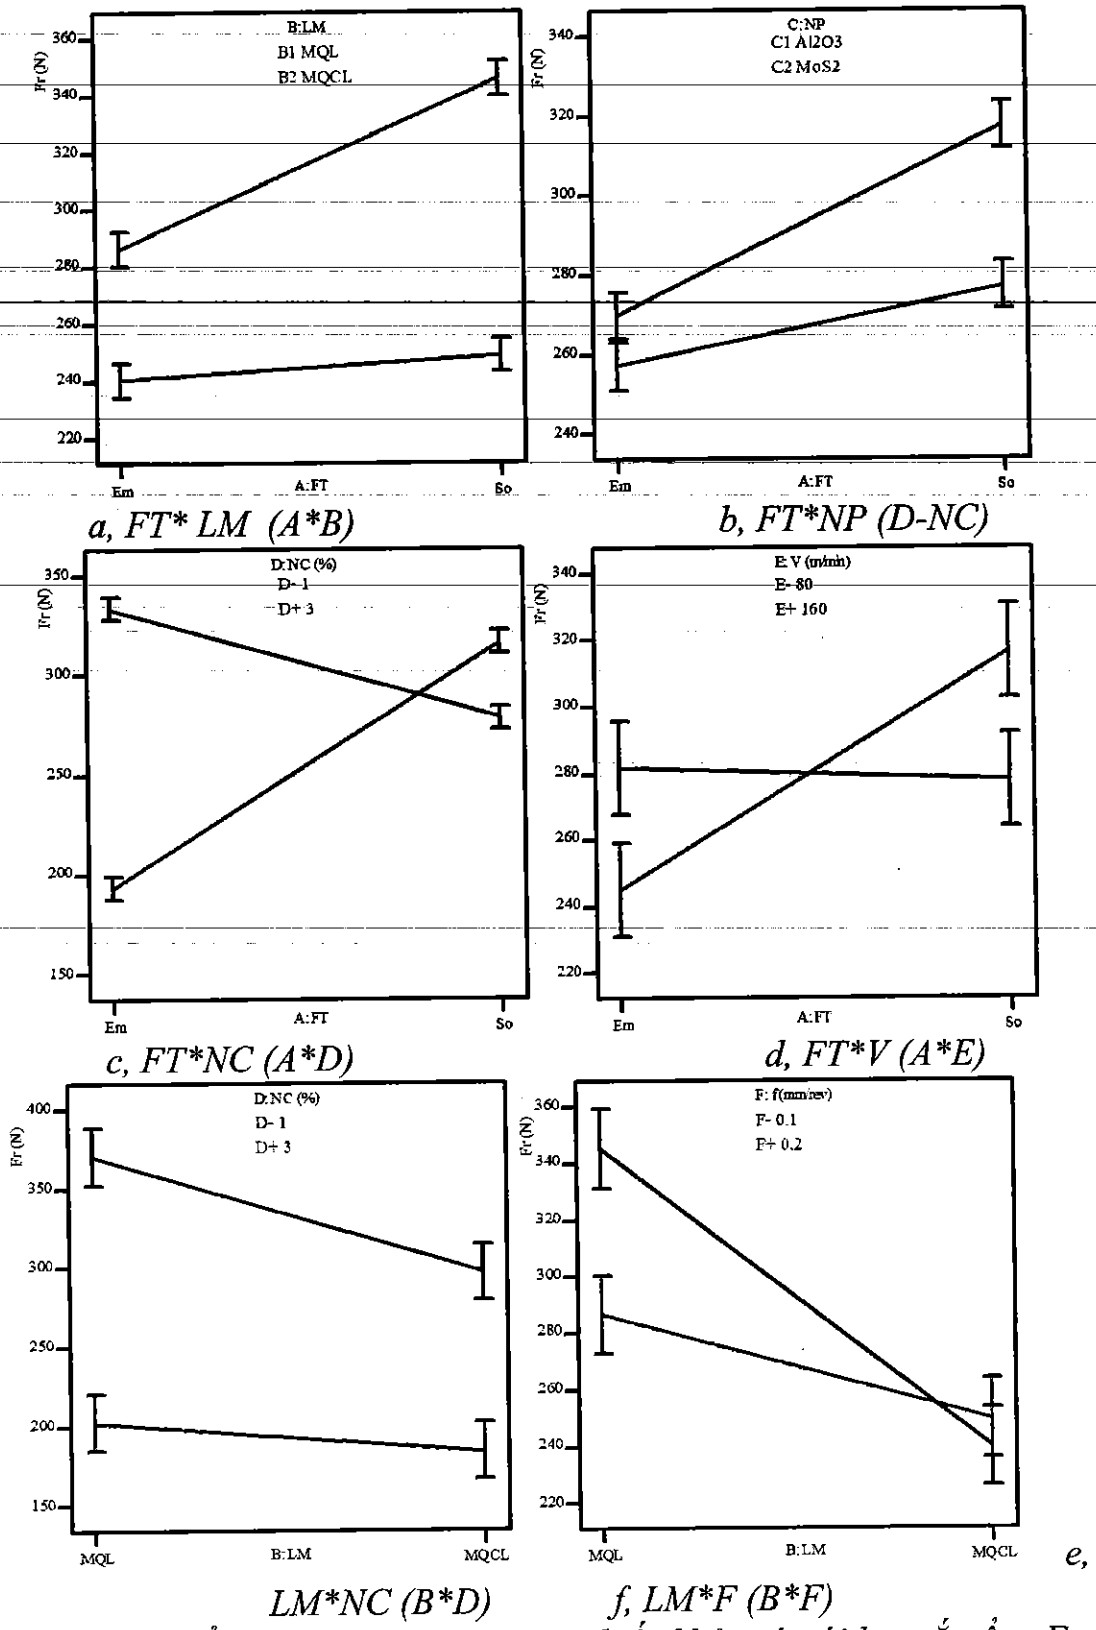 B:LM
B1 MQL
B2 MQCL
Fr (N)
360
340
320
300
280
260
240
220
Em
A:FT
So
a, FT* LM (A*B)
C:NP
C1 Al2O3
C2 MoS2
Fr (N)
340
320
300
280
260
240
Em
A:FT
So
b, FT*NP (D-NC)
D:NC (%)
D- 1
D+ 3
Fr (N)
350
300
250
200
150
Em
A:FT
So
c, FT*NC (A*D)
E:V (m/min)
E- 80
E+ 160
Fr (N)
340
320
300
280
260
240
220
Em
A:FT
So
d, FT*V (A*E)
D:NC (%)
D- 1
D+ 3
Fr (N)
400
350
300
250
200
150
MQL
B:LM
MQCL
F: f(mm/rev)
F- 0.1
F+ 0.2
Fr (N)
360
340
320
300
280
260
240
220
MQL
B:LM
MQCL
e,
LM*NC (B*D)
f, LM*F (B*F)